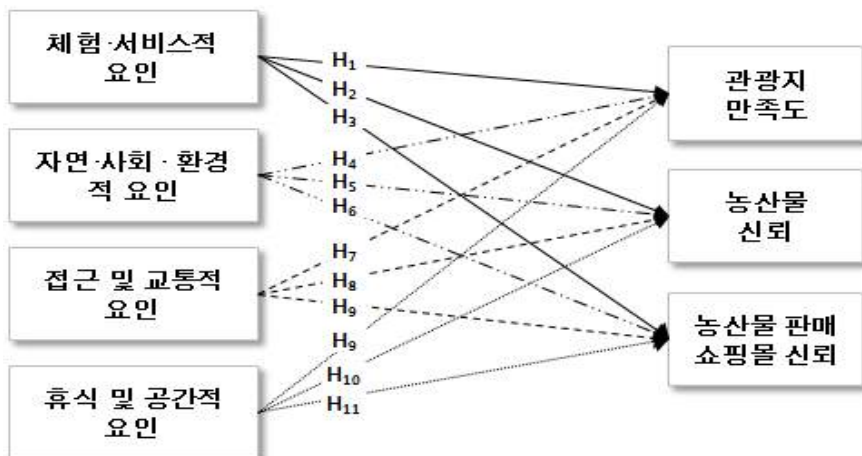 체험·서비스적
요인
자연·사회·환경
적 요인
접근 및 교통적
요인
휴식 및 공간적
요인
H₁
H₂
H₃
H₄
H₅
H₆
H₇
H₈
H₉
H₉
H₁₀
H₁₁
관광지
만족도
농산물
신뢰
농산물 판매
쇼핑몰 신뢰